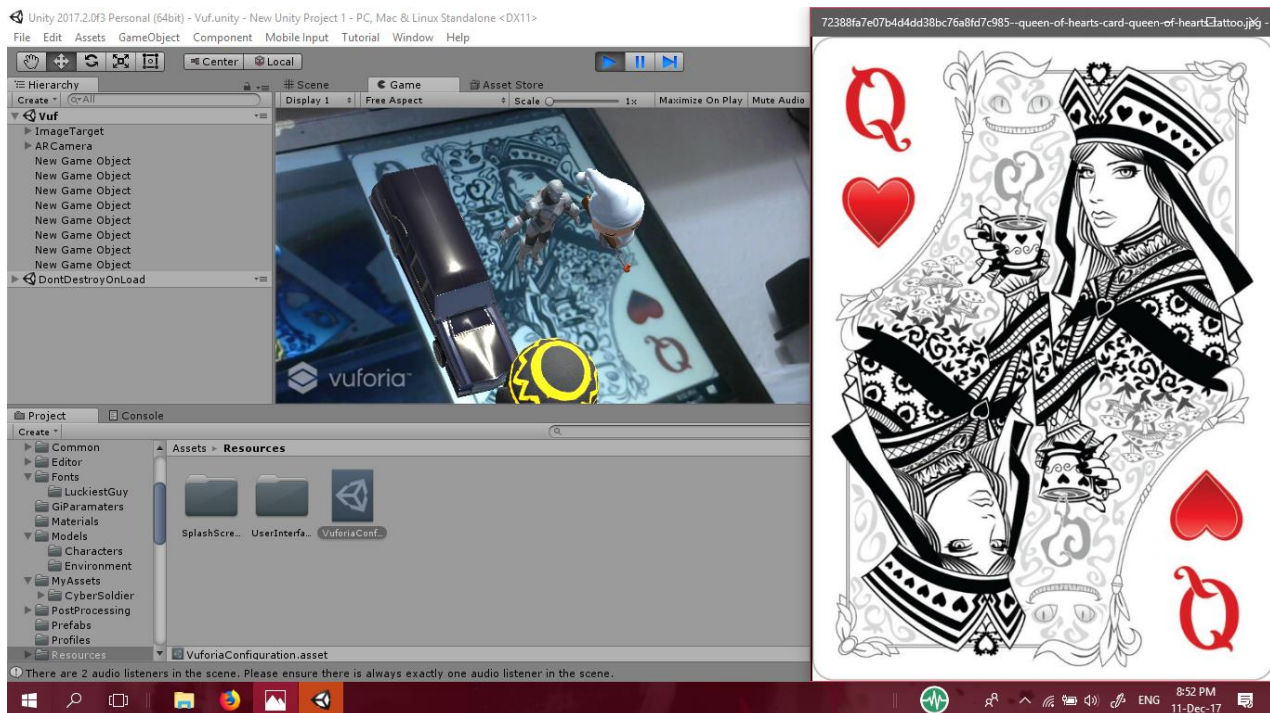 Unity 2017.2.0f3 Personal (64bit) - Vuf.unity - New Unity Project 1 - PC, Mac & Linux Standalone <DX11>
File Edit Assets GameObject Component Mobile Input Tutorial Window Help
Center Local
Hierarchy
Create All
Vuf
ImageTarget
ARCamera
New Game Object
New Game Object
New Game Object
New Game Object
New Game Object
New Game Object
New Game Object
New Game Object
DontDestroyOnLoad
Scene Game Asset Store
Display 1 Free Aspect Scale 1x Maximize On Play Mute Audio
Q
vuforia
Project Console
Create
Common
Editor
Fonts
LuckiestGuy
GiParamaters
Materials
Models
Characters
Environment
MyAssets
CyberSoldier
PostProcessing
Prefabs
Profiles
Resources
Assets Resources
SplashScre... UserInterfa... VuforiaConf...
VuforiaConfiguration.asset
There are 2 audio listeners in the scene. Please ensure there is always exactly one audio listener in the scene.
72388fa7e07b4d4dd38bc76a8fd7c985--queen-of-hearts-card-queen-of-hearts-tattoo.jpg -
Q
Q
ENG
8:52 PM
11-Dec-17